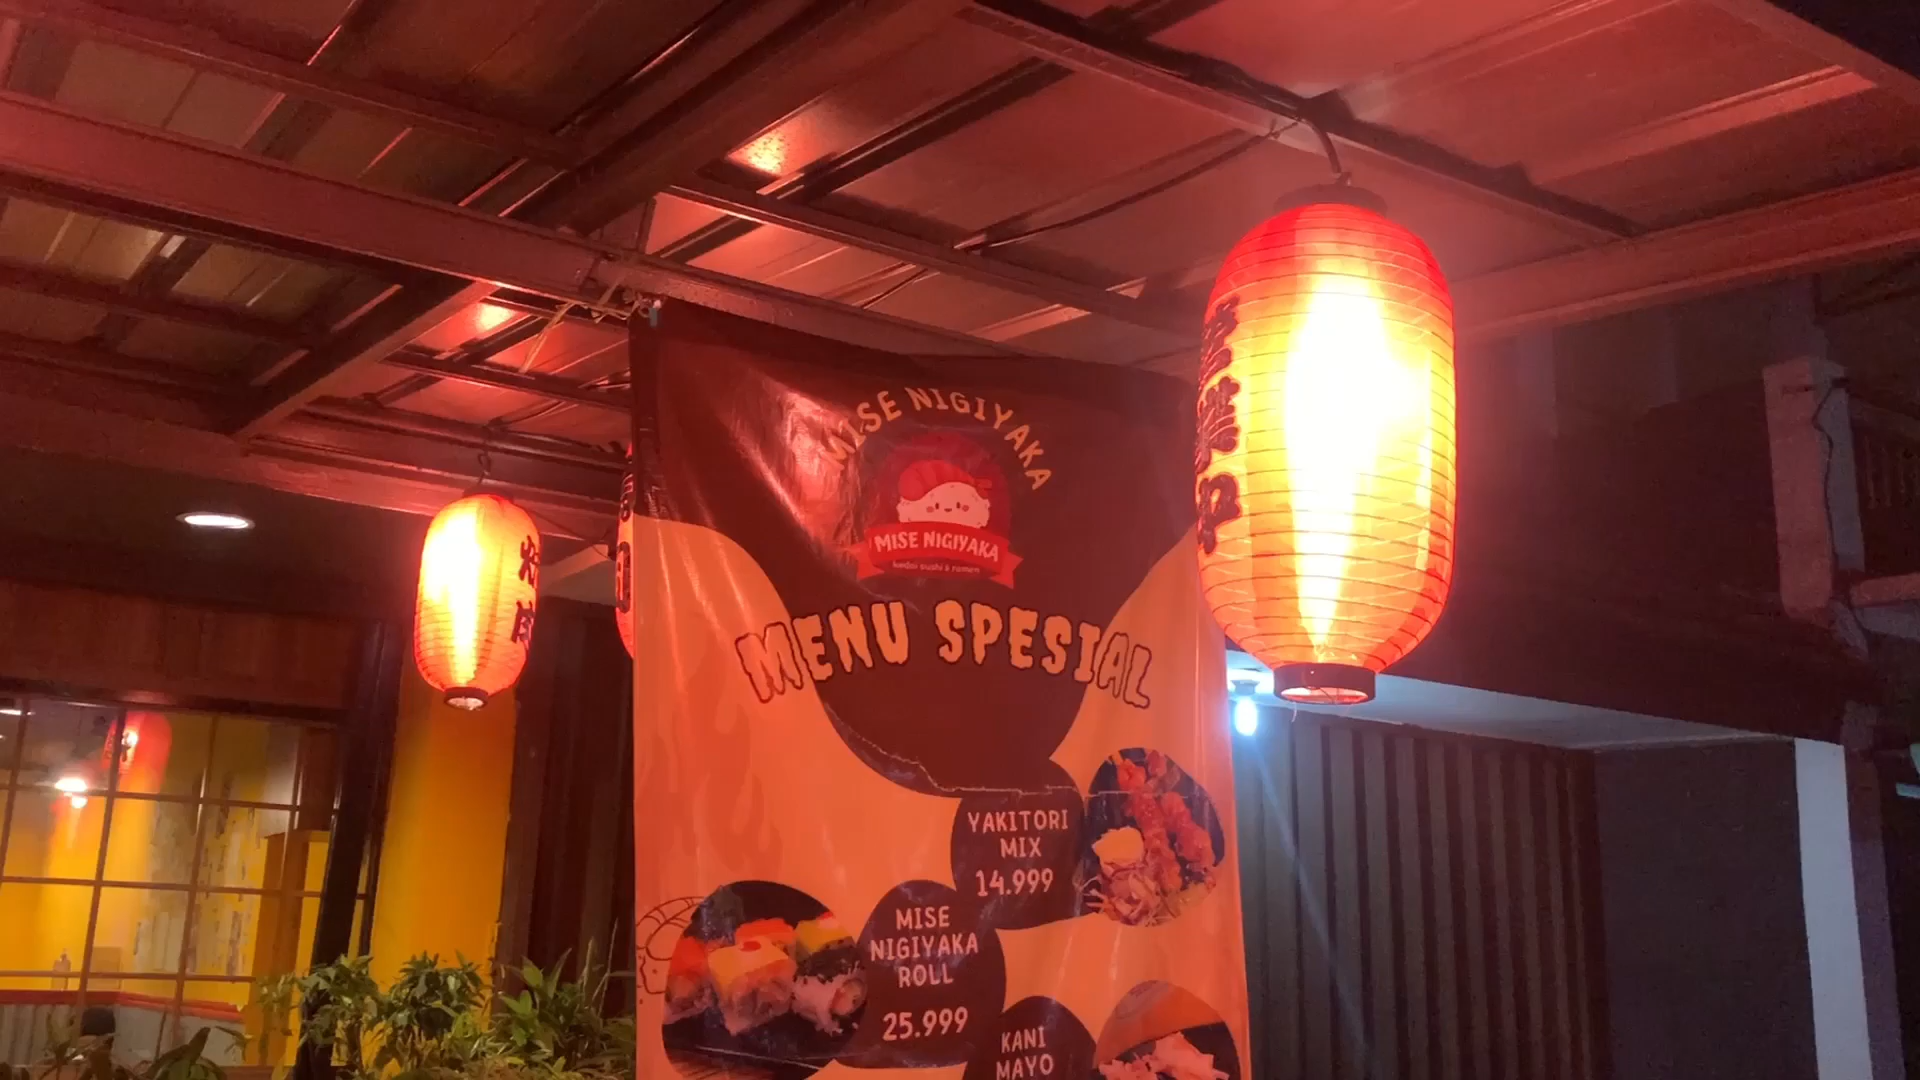 MISE NIGIYAKA
MISE NIGIYAKA
kedai sushi & ramen
MENU SPESIAL
YAKITORI
MIX
14.999
MISE
NIGIYAKA
ROLL
25.999
KANI
MAYO